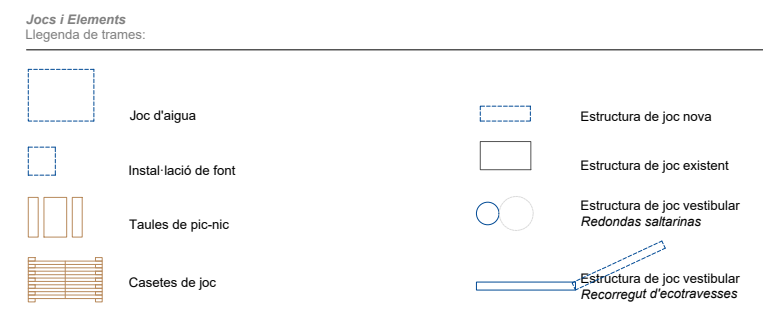 Jocs i Elements
Llegenda de trames:
Joc d'aigua
Instal·lació de font
Taules de pic-nic
Casetes de joc
Estructura de joc nova
Estructura de joc existent
Estructura de joc vestibular
Redondas saltarinas
Estructura de joc vestibular
Recorregut d'ecotravesses